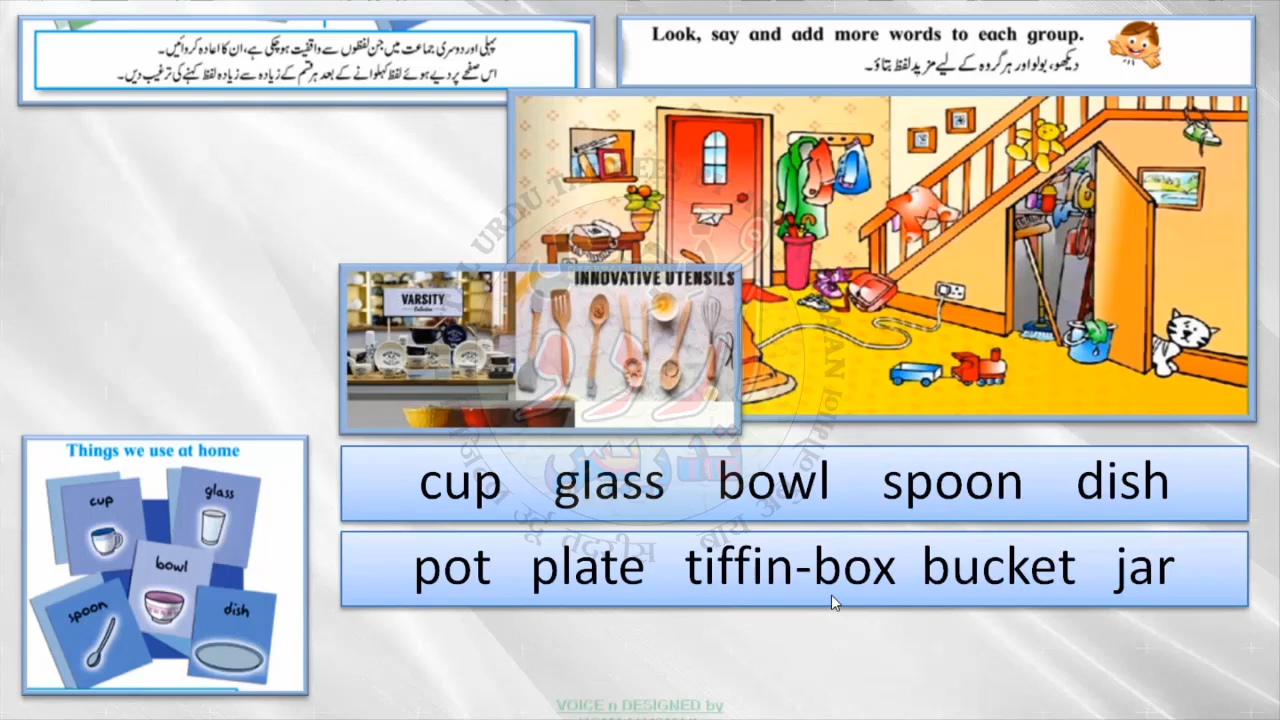 پہلی اور دوسری جماعت میں جن لفظوں سے واقفیت ہو چکی ہے، ان کا اعادہ کروائیں۔
اس صفحے پر دیے ہوئے لفظ کہلوانے کے بعد ہر قسم کے زیادہ سے زیادہ لفظ کہنے کی ترغیب دیں۔
Look, say and add more words to each group.
دیکھو، بولو اور ہر گروہ کے لیے مزید لفظ بتاؤ۔
VARSITY
INNOVATIVE UTENSILS
Things we use at home
cup
glass
bowl
spoon
dish
cup glass bowl spoon dish
pot plate tiffin-box bucket jar
VOICE n DESIGNED by